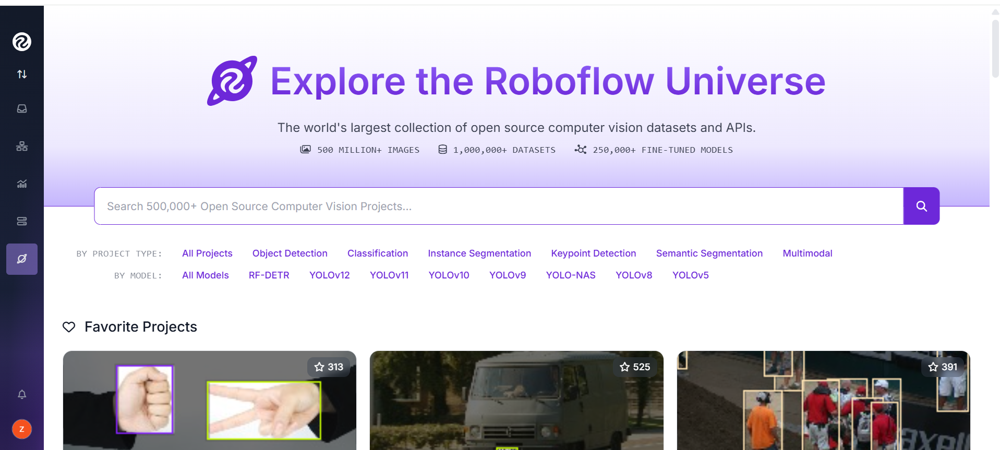 Explore the Roboflow Universe
The world's largest collection of open source computer vision datasets and APIs.
500 MILLION+ IMAGES 1,000,000+ DATASETS 250,000+ FINE-TUNED MODELS
Search 500,000+ Open Source Computer Vision Projects...
BY PROJECT TYPE: All Projects Object Detection Classification Instance Segmentation Keypoint Detection Semantic Segmentation Multimodal
BY MODEL: All Models RF-DETR YOLOv12 YOLOv11 YOLOv10 YOLOv9 YOLO-NAS YOLOv8 YOLOv5
Favorite Projects
313 525 391
Z